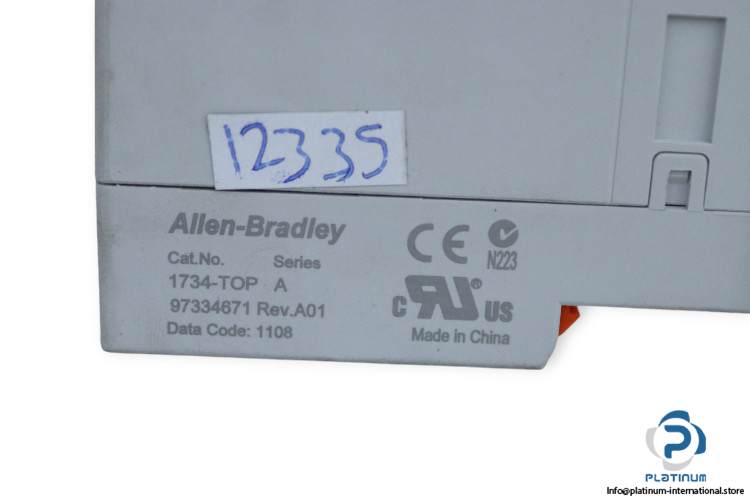 12335
Allen-Bradley
Cat.No. Series
1734-TOP A
97334671 Rev.A01
Data Code: 1108
CE
N223
C RU® US
Made in China
PLATINUM
Info@platinum-international.store